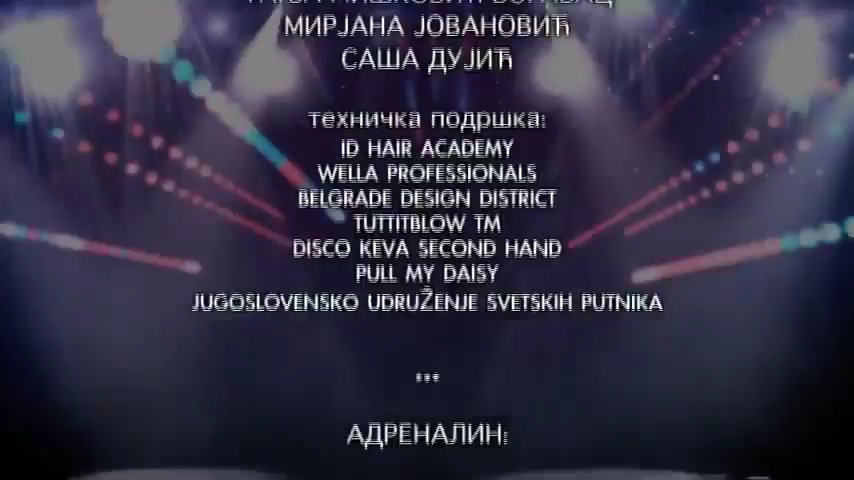 МИРЈАНА ЈОВАНОВИЋ
САША ДУЈИЋ
техничка подршка:
ID HAIR ACADEMY
WELLA PROFESSIONALS
BELGRADE DESIGN DISTRICT
TUTTITBLOW TM
DISCO KEVA SECOND HAND
PULL MY DAISY
JUGOSLOVENSKO UDRUŽENJE SVETSKIH PUTNIKA
***
АДРЕНАЛИН: